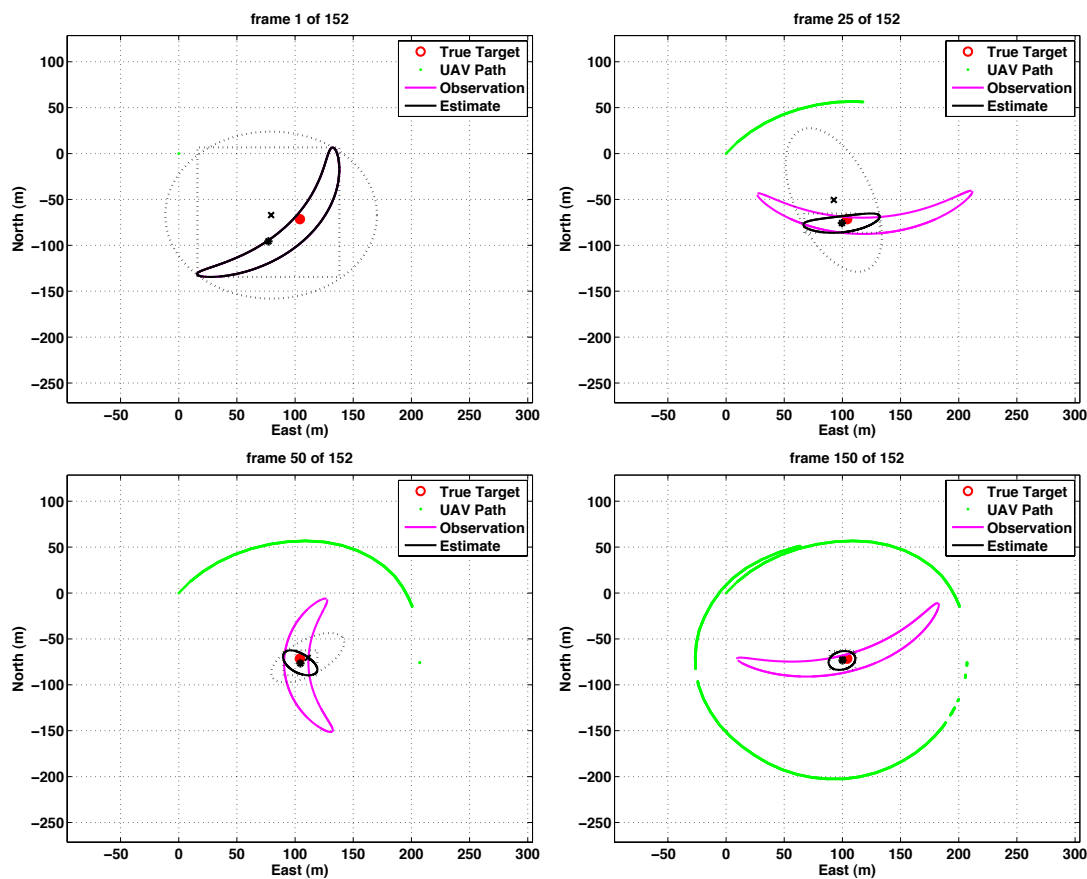 frame 1 of 152
100
50
0
−50
−100
−150
−200
−250
North (m)
−50 0 50 100 150 200 250 300
East (m)
True Target
UAV Path
Observation
Estimate
frame 25 of 152
100
50
0
−50
−100
−150
−200
−250
North (m)
−50 0 50 100 150 200 250 300
East (m)
True Target
UAV Path
Observation
Estimate
frame 50 of 152
100
50
0
−50
−100
−150
−200
−250
North (m)
−50 0 50 100 150 200 250 300
East (m)
True Target
UAV Path
Observation
Estimate
frame 150 of 152
100
50
0
−50
−100
−150
−200
−250
North (m)
−50 0 50 100 150 200 250 300
East (m)
True Target
UAV Path
Observation
Estimate